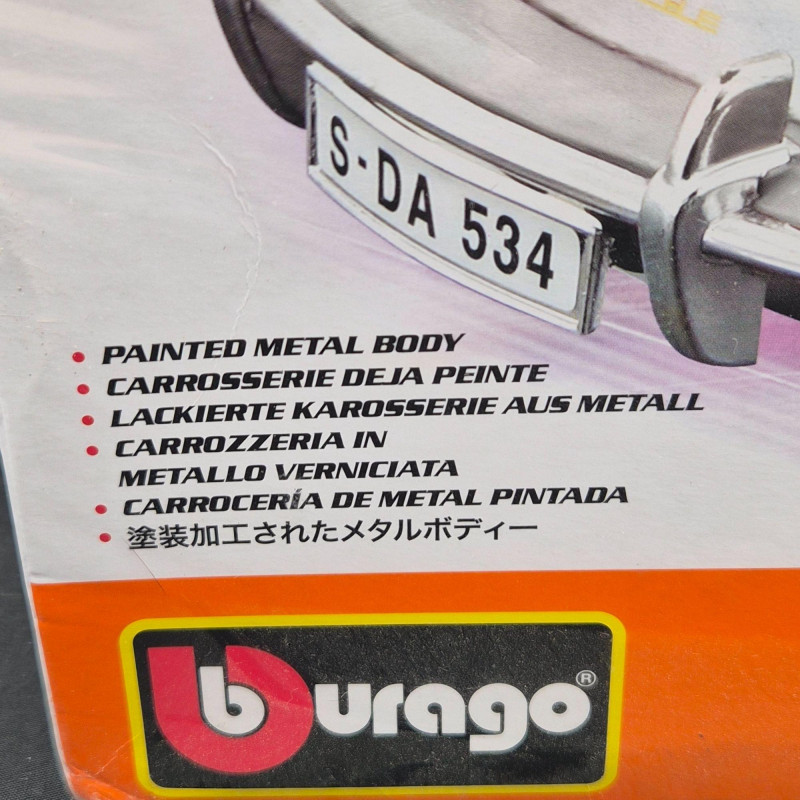 S-DA 534
PAINTED METAL BODY
CARROSSERIE DEJA PEINTE
LACKIERTE KAROSSERIE AUS METALL
CARROZZERIA IN
METALLO VERNICIATA
CARROCERÍA DE METAL PINTADA
塗装加工されたメタルボディー
burago®